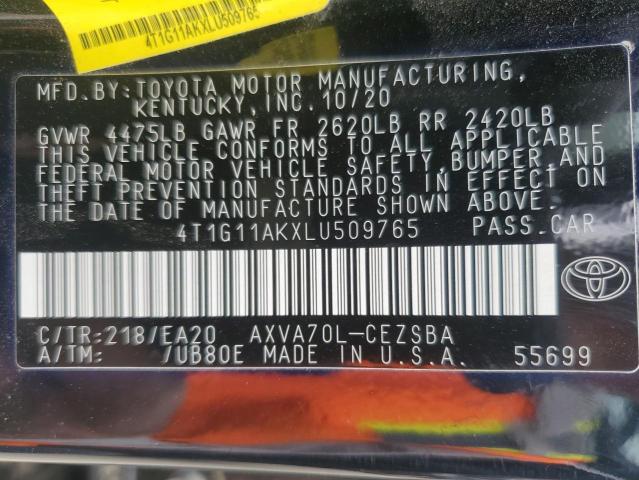 4T1G11AKXLU509765
MFD.BY:TOYOTA MOTOR MANUFACTURING,
KENTUCKY,INC.10/20
GVWR 4475LB GAWR FR 2620LB RR 2420LB
THIS VEHICLE CONFORMS TO ALL APPLICABLE
FEDERAL MOTOR VEHICLE SAFETY,BUMPER,AND
THEFT PREVENTION STANDARDS IN EFFECT ON
THE DATE OF MANUFACTURE SHOWN ABOVE.
4T1G11AKXLU509765 PASS.CAR
C/TR:218/EA20 AXVA70L-CEZSBA
A/TM: /UB80E MADE IN U.S.A. 55699